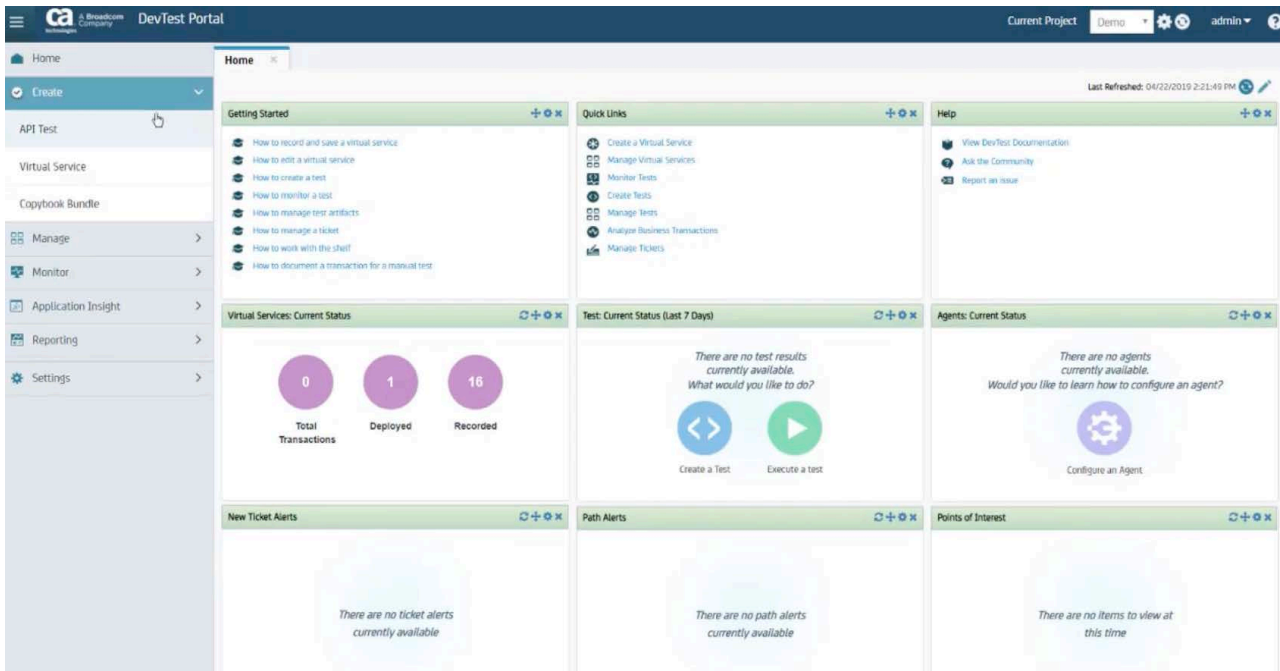 ca
technologies
A Broadcom
Company
DevTest Portal
Current Project
Demo
admin
Home
Create
API Test
Virtual Service
Copybook Bundle
Manage
Monitor
Application Insight
Reporting
Settings
Home
Last Refreshed: 04/22/2019 2:21:49 PM
Getting Started
How to record and save a virtual service
How to edit a virtual service
How to create a test
How to monitor a test
How to manage test artifacts
How to manage a ticket
How to work with the shelf
How to document a transaction for a manual test
Quick Links
Create a Virtual Service
Manage Virtual Services
Monitor Tests
Create Tests
Manage Tests
Analyze Business Transactions
Manage Tickets
Help
View DevTest Documentation
Ask the Community
Report an issue
Virtual Services: Current Status
0
1
16
Total
Transactions
Deployed
Recorded
Test: Current Status (Last 7 Days)
There are no test results
currently available.
What would you like to do?
Create a Test
Execute a test
Agents: Current Status
There are no agents
currently available.
Would you like to learn how to configure an agent?
Configure an Agent
New Ticket Alerts
There are no ticket alerts
currently available
Path Alerts
There are no path alerts
currently available
Points of Interest
There are no items to view at
this time